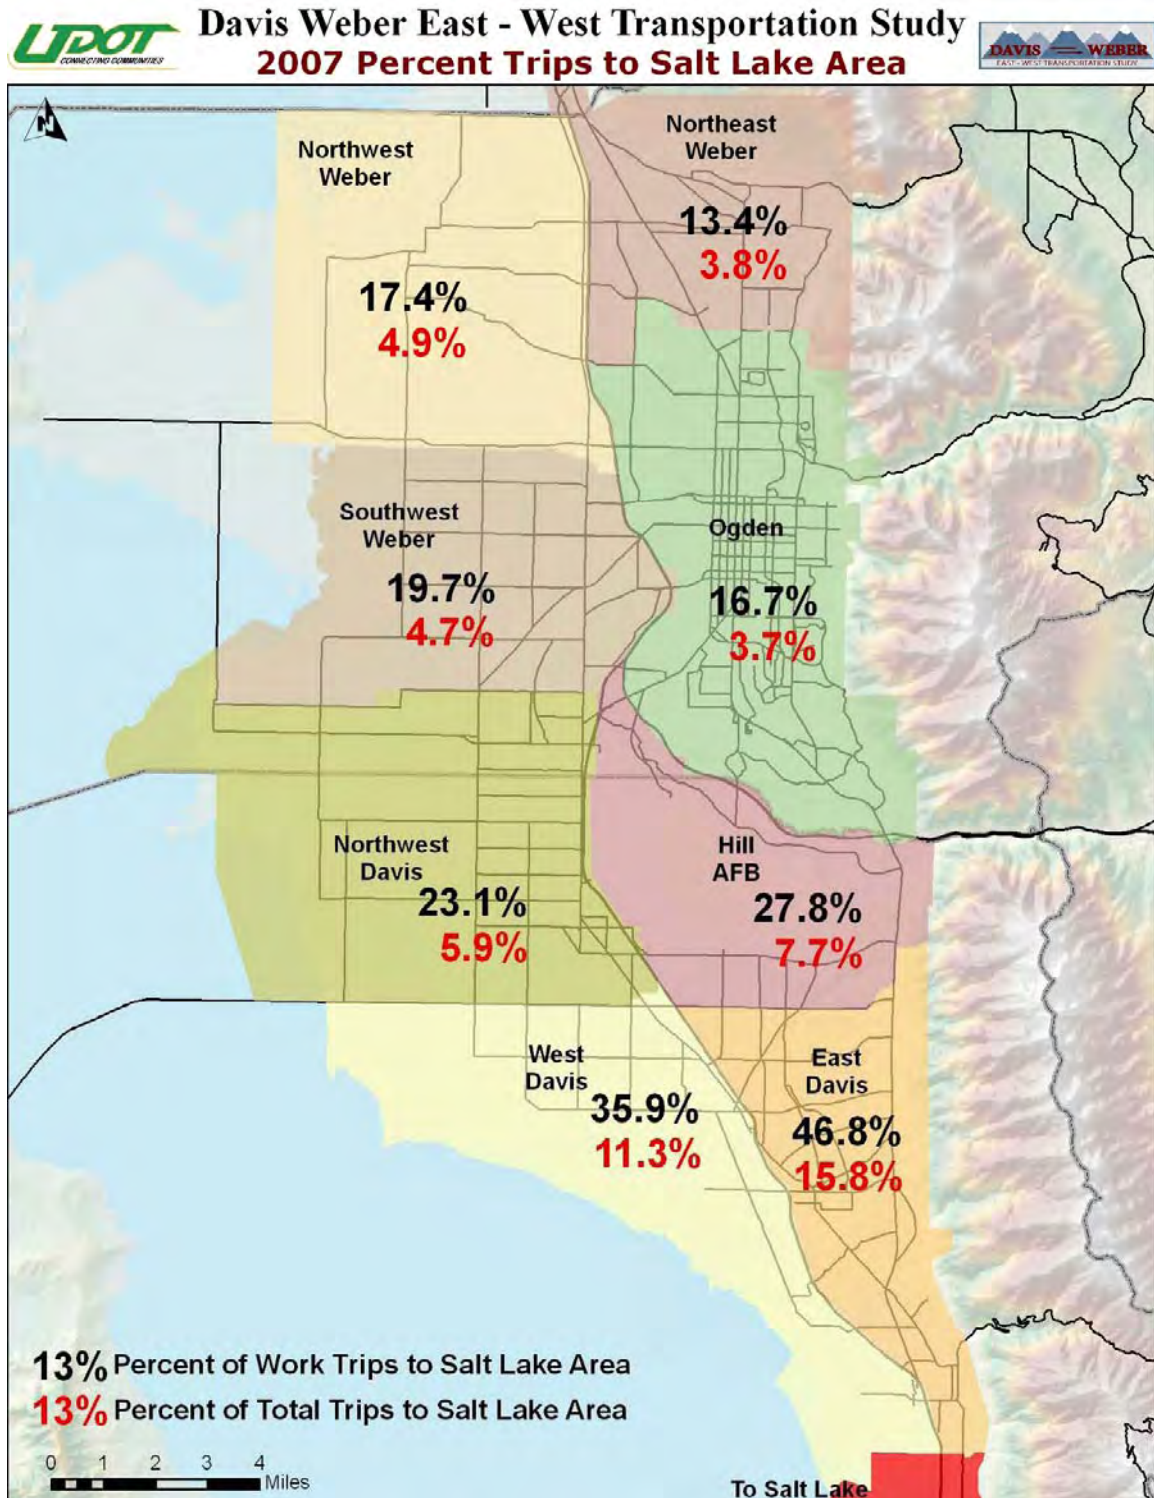 UDOT
CONNECTING COMMUNITIES
Davis Weber East - West Transportation Study
2007 Percent Trips to Salt Lake Area
DAVIS WEBER
EAST - WEST TRANSPORTATION STUDY
N
Northwest
Weber
17.4%
4.9%
Northeast
Weber
13.4%
3.8%
Southwest
Weber
19.7%
4.7%
Ogden
16.7%
3.7%
Northwest
Davis
23.1%
5.9%
Hill
AFB
27.8%
7.7%
West
Davis
35.9%
11.3%
East
Davis
46.8%
15.8%
13% Percent of Work Trips to Salt Lake Area
13% Percent of Total Trips to Salt Lake Area
0 1 2 3 4
Miles
To Salt Lake